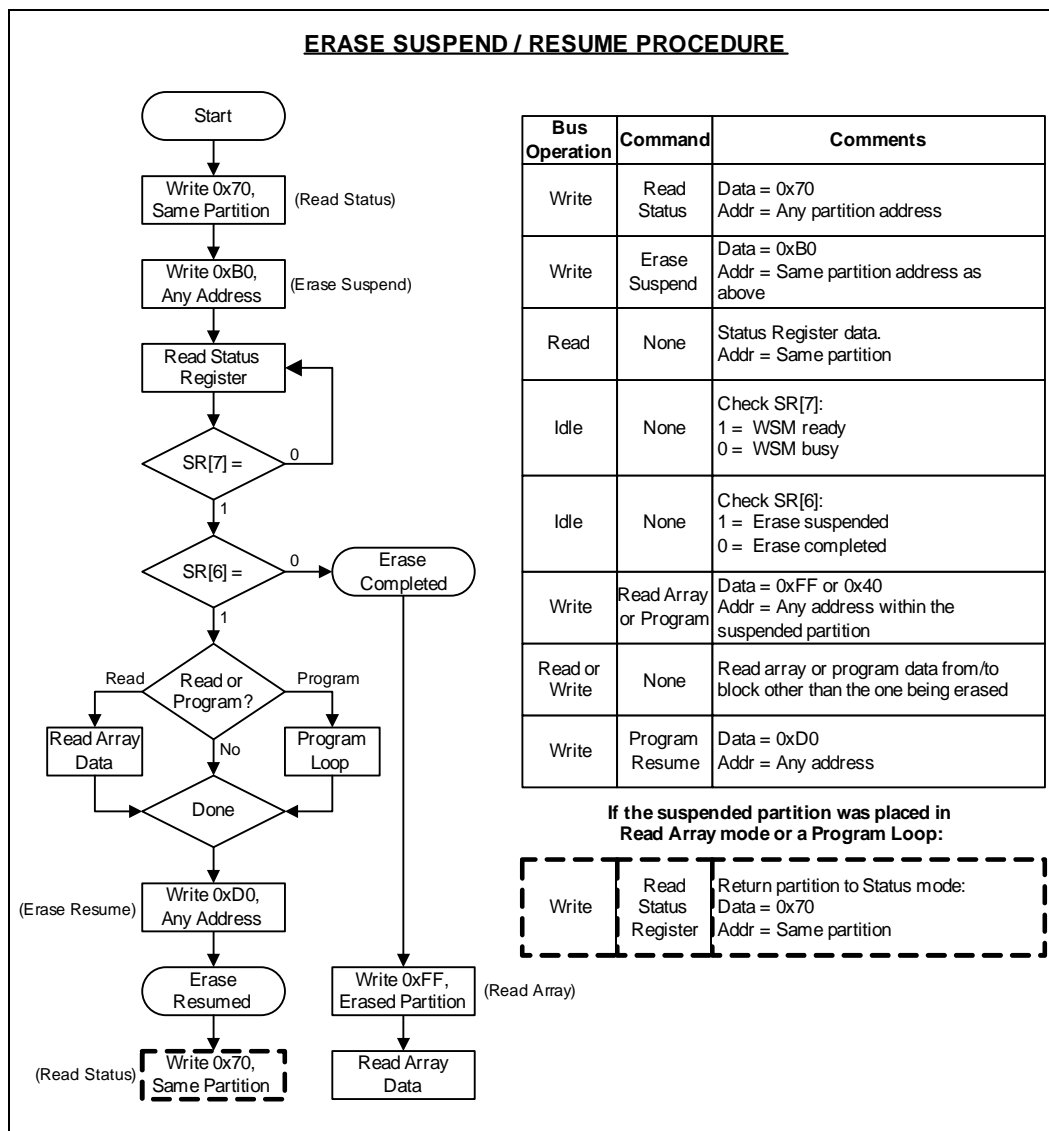 ERASE SUSPEND / RESUME PROCEDURE
Start
Write 0x70,
Same Partition
(Read Status)
Write 0xB0,
Any Address
(Erase Suspend)
Read Status
Register
SR[7] =
0
1
SR[6] =
0
Erase
Completed
1
Read
Read or
Program?
Program
Read Array
Data
No
Program
Loop
Done
(Erase Resume)
Write 0xD0,
Any Address
Erase
Resumed
Write 0xFF,
Erased Partition
(Read Array)
(Read Status)
Write 0x70,
Same Partition
Read Array
Data
Bus
Operation
Command
Comments
Write
Read
Status
Data = 0x70
Addr = Any partition address
Write
Erase
Suspend
Data = 0xB0
Addr = Same partition address as
above
Read
None
Status Register data.
Addr = Same partition
Idle
None
Check SR[7]:
1 = WSM ready
0 = WSM busy
Idle
None
Check SR[6]:
1 = Erase suspended
0 = Erase completed
Write
Read Array
or Program
Data = 0xFF or 0x40
Addr = Any address within the
suspended partition
Read or
Write
None
Read array or program data from/to
block other than the one being erased
Write
Program
Resume
Data = 0xD0
Addr = Any address
If the suspended partition was placed in
Read Array mode or a Program Loop:
Write
Read
Status
Register
Return partition to Status mode:
Data = 0x70
Addr = Same partition